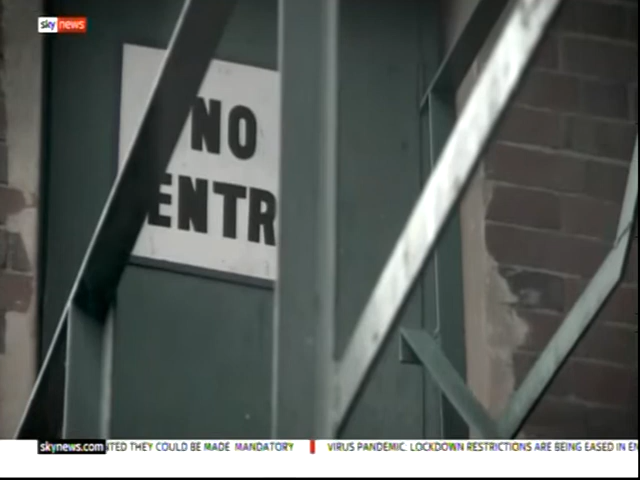 sky news
NO
ENTR
skynews.com
TED THEY COULD BE MADE MANDATORY
VIRUS PANDEMIC. LOCKDOWN RESTRICTIONS ARE BEING EASED IN EN